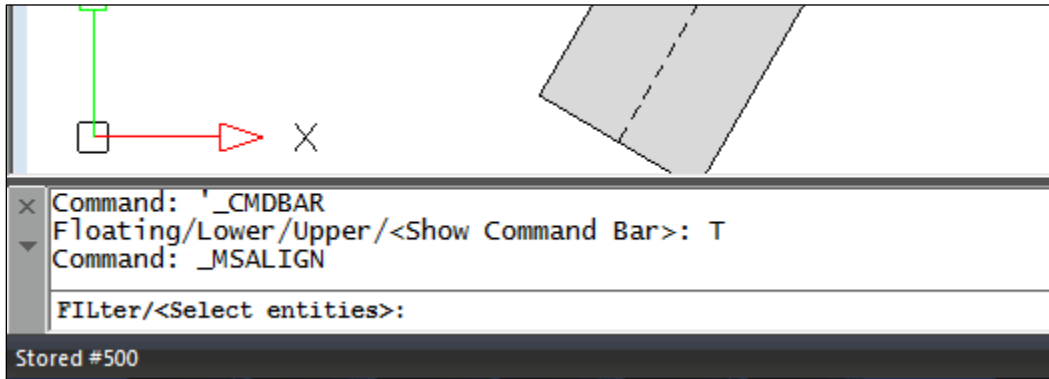 X
Command: '_CMDBAR
Floating/Lower/Upper/<Show Command Bar>: T
Command: _MSALIGN
FILter/<Select entities>:
Stored #500